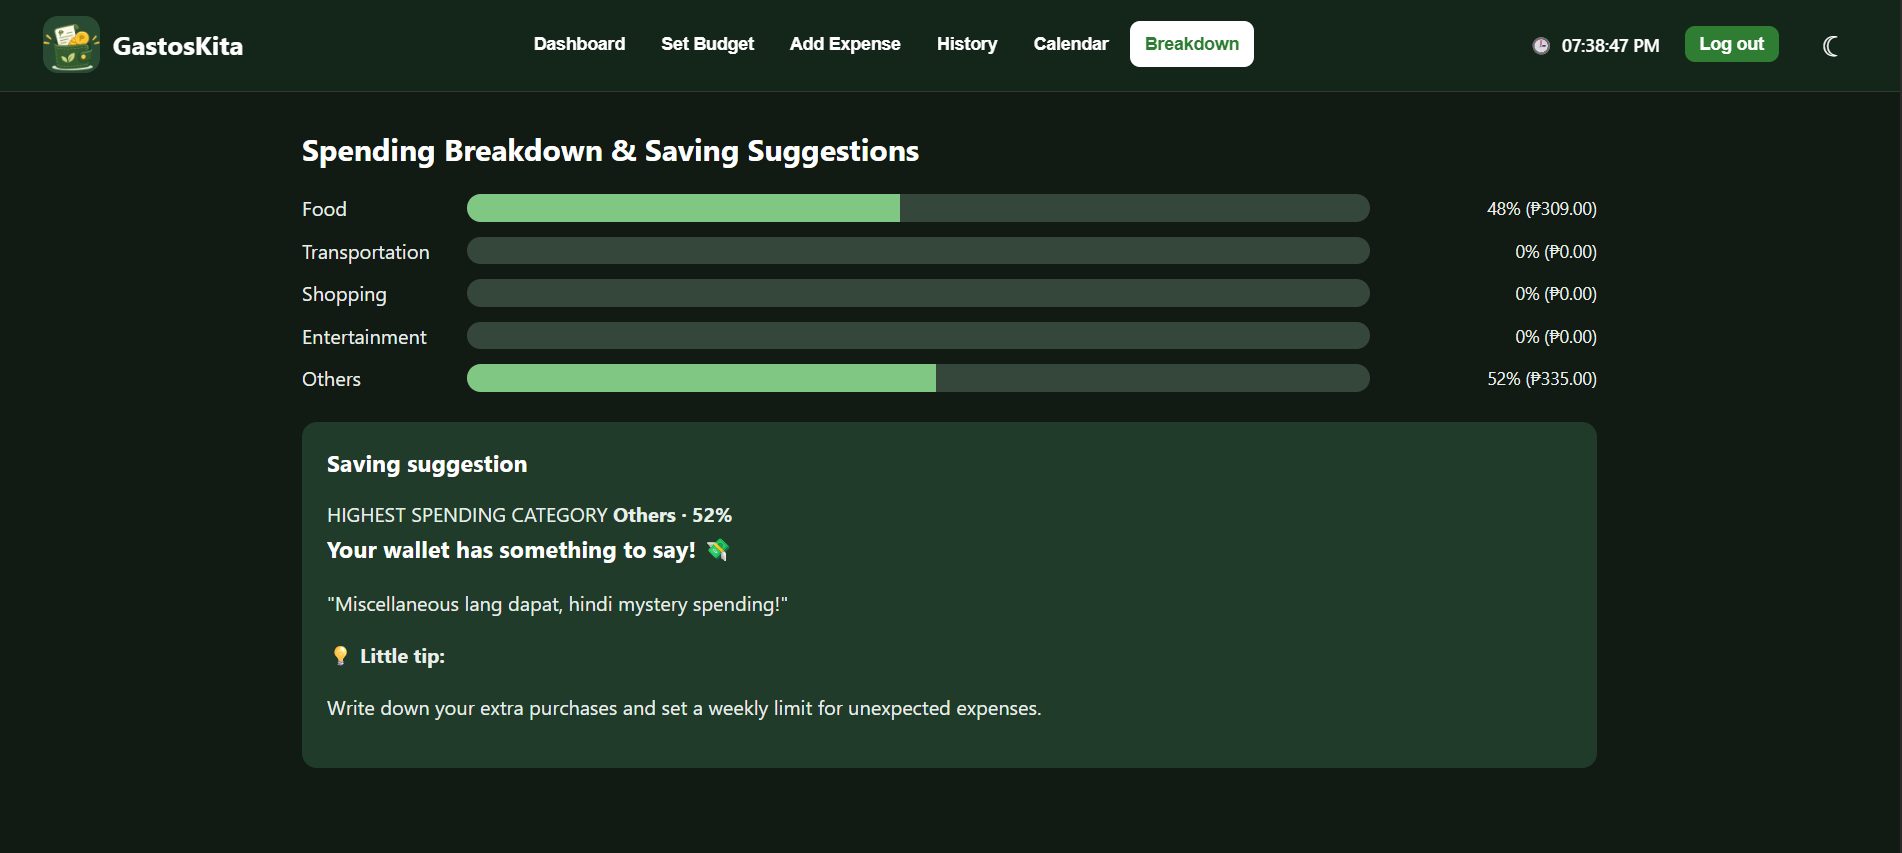 GastosKita
Dashboard
Set Budget
Add Expense
History
Calendar
Breakdown
07:38:47 PM
Log out
Spending Breakdown & Saving Suggestions
Food 48% (₱309.00)
Transportation 0% (₱0.00)
Shopping 0% (₱0.00)
Entertainment 0% (₱0.00)
Others 52% (₱335.00)
Saving suggestion
HIGHEST SPENDING CATEGORY Others · 52%
Your wallet has something to say! 💸
"Miscellaneous lang dapat, hindi mystery spending!"
💡 Little tip:
Write down your extra purchases and set a weekly limit for unexpected expenses.